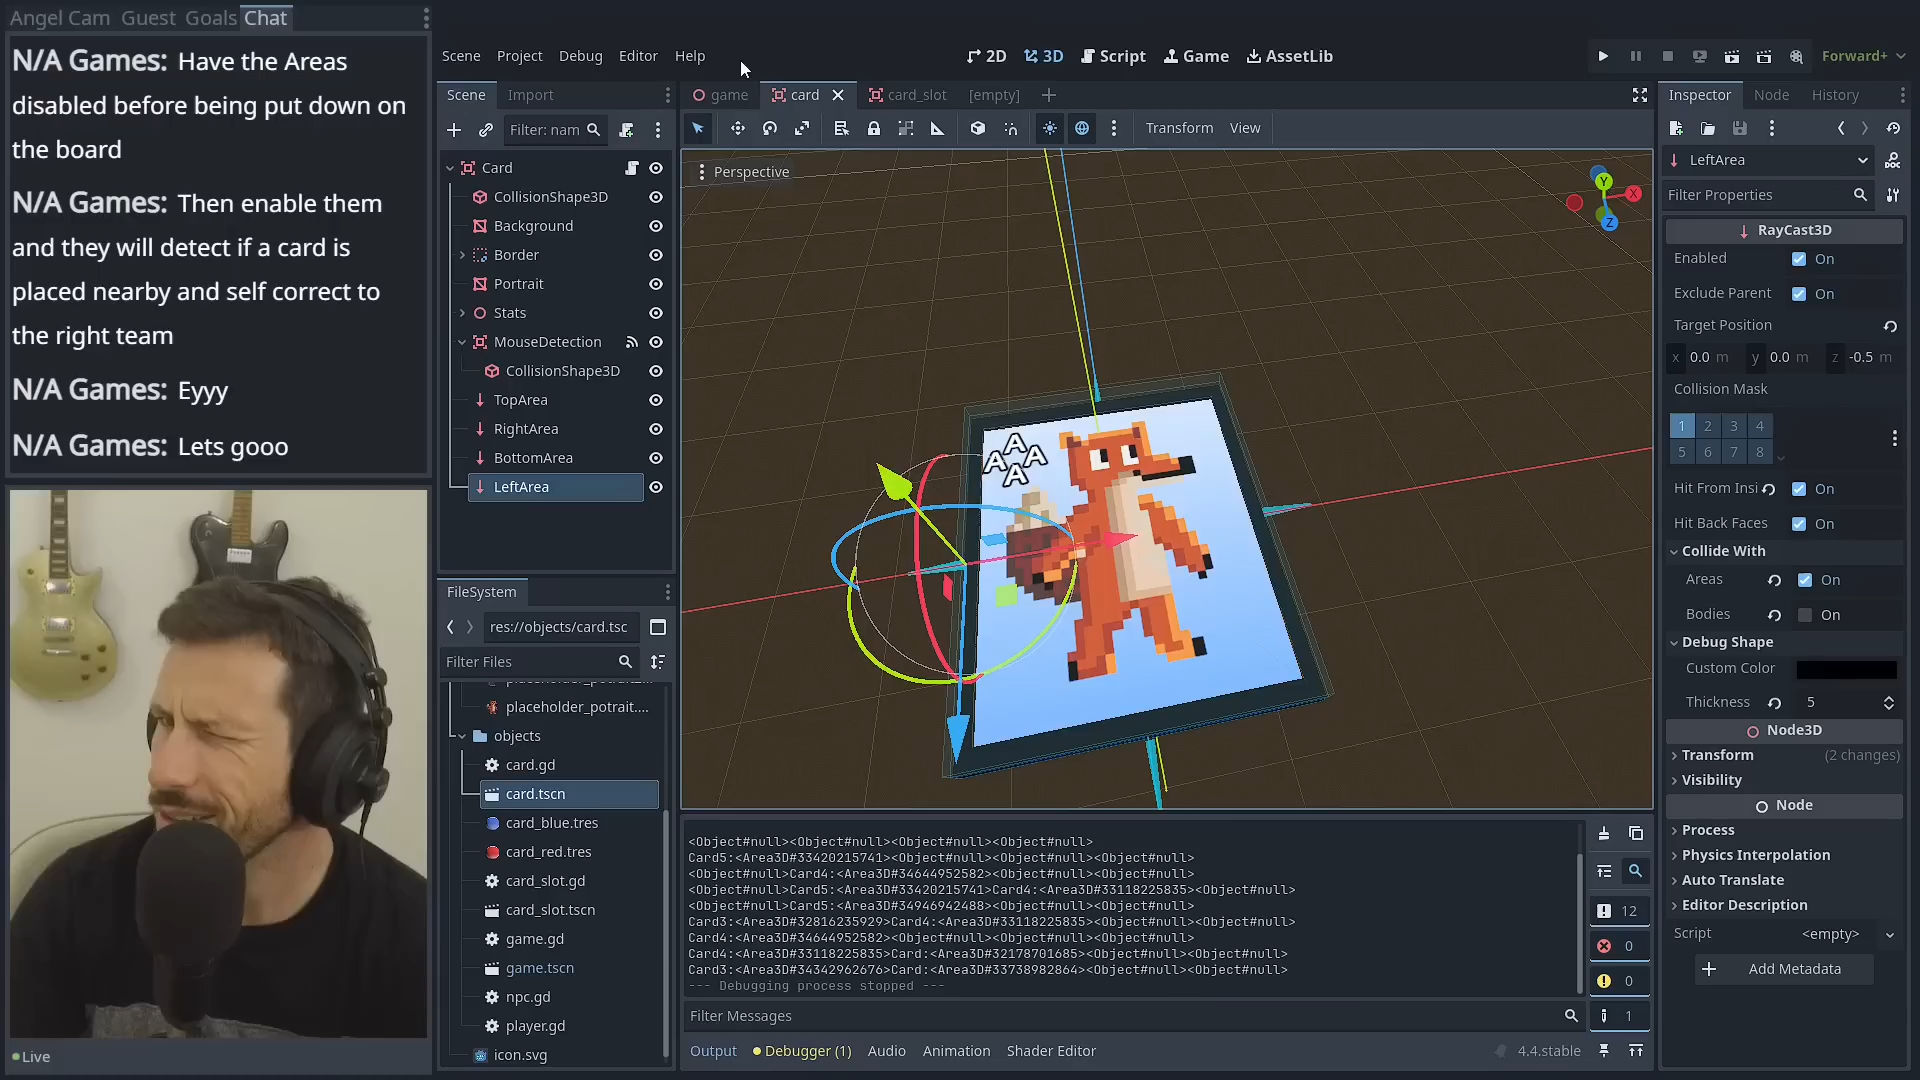 Angel Cam Guest Goals Chat
N/A Games: Have the Areas
disabled before being put down on
the board
N/A Games: Then enable them
and they will detect if a card is
placed nearby and self correct to
the right team
N/A Games: Eyyy
N/A Games: Lets gooo
Live
Scene Project Debug Editor Help
2D 3D Script Game AssetLib
Forward+
Scene Import
Filter: nam
Card
CollisionShape3D
Background
Border
Portrait
Stats
MouseDetection
CollisionShape3D
TopArea
RightArea
BottomArea
LeftArea
FileSystem
res://objects/card.tsc
Filter Files
placeholder_potrait....
objects
card.gd
card.tscn
card_blue.tres
card_red.tres
card_slot.gd
card_slot.tscn
game.gd
game.tscn
npc.gd
player.gd
icon.svg
game card card_slot [empty]
Transform View
Perspective
Y
X
Z
A
A A
A
<Object#null><Object#null><Object#null><Object#null>
Card5:<Area3D#33420215741><Object#null><Object#null><Object#null>
<Object#null>Card4:<Area3D#34644952582><Object#null><Object#null>
<Object#null>Card5:<Area3D#33420215741>Card4:<Area3D#33118225835><Object#null>
<Object#null>Card5:<Area3D#34946942488><Object#null><Object#null>
Card3:<Area3D#32816235929>Card4:<Area3D#33118225835><Object#null><Object#null>
Card4:<Area3D#34644952582><Object#null><Object#null><Object#null>
Card4:<Area3D#33118225835>Card:<Area3D#32178701685><Object#null><Object#null>
Card3:<Area3D#34342962676>Card:<Area3D#33738982864><Object#null><Object#null>
--- Debugging process stopped ---
Filter Messages
12
0
0
1
Output Debugger (1) Audio Animation Shader Editor
4.4.stable
Inspector Node History
LeftArea
Filter Properties
RayCast3D
Enabled On
Exclude Parent On
Target Position
x 0.0 m y 0.0 m z -0.5 m
Collision Mask
1 2 3 4
5 6 7 8
Hit From Insi On
Hit Back Faces On
Collide With
Areas On
Bodies On
Debug Shape
Custom Color
Thickness 5
Node3D
Transform (2 changes)
Visibility
Node
Process
Physics Interpolation
Auto Translate
Editor Description
Script <empty>
Add Metadata